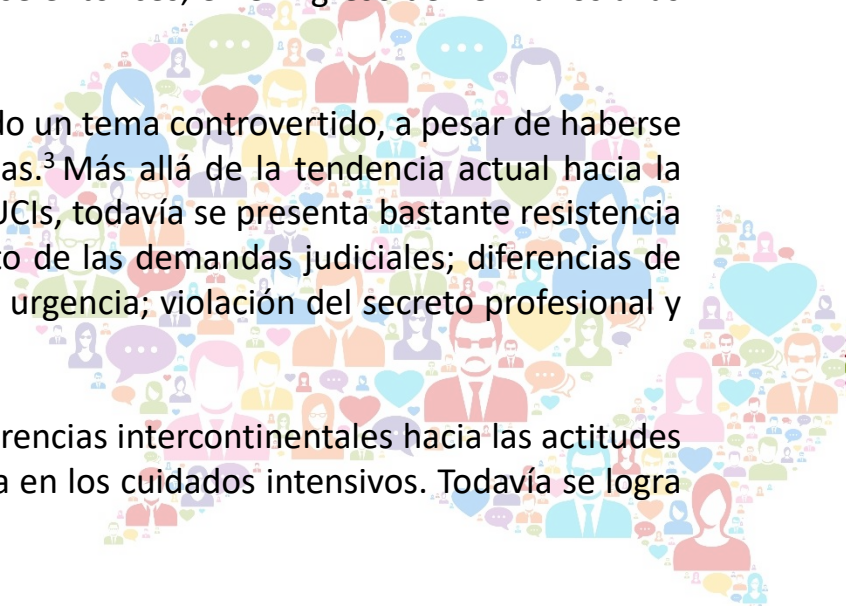 do un tema controvertido, a pesar de haberse
as.³ Más allá de la tendencia actual hacia la
UCIs, todavía se presenta bastante resistencia
to de las demandas judiciales; diferencias de
urgencia; violación del secreto profesional y
erencias intercontinentales hacia las actitudes
a en los cuidados intensivos. Todavía se logra